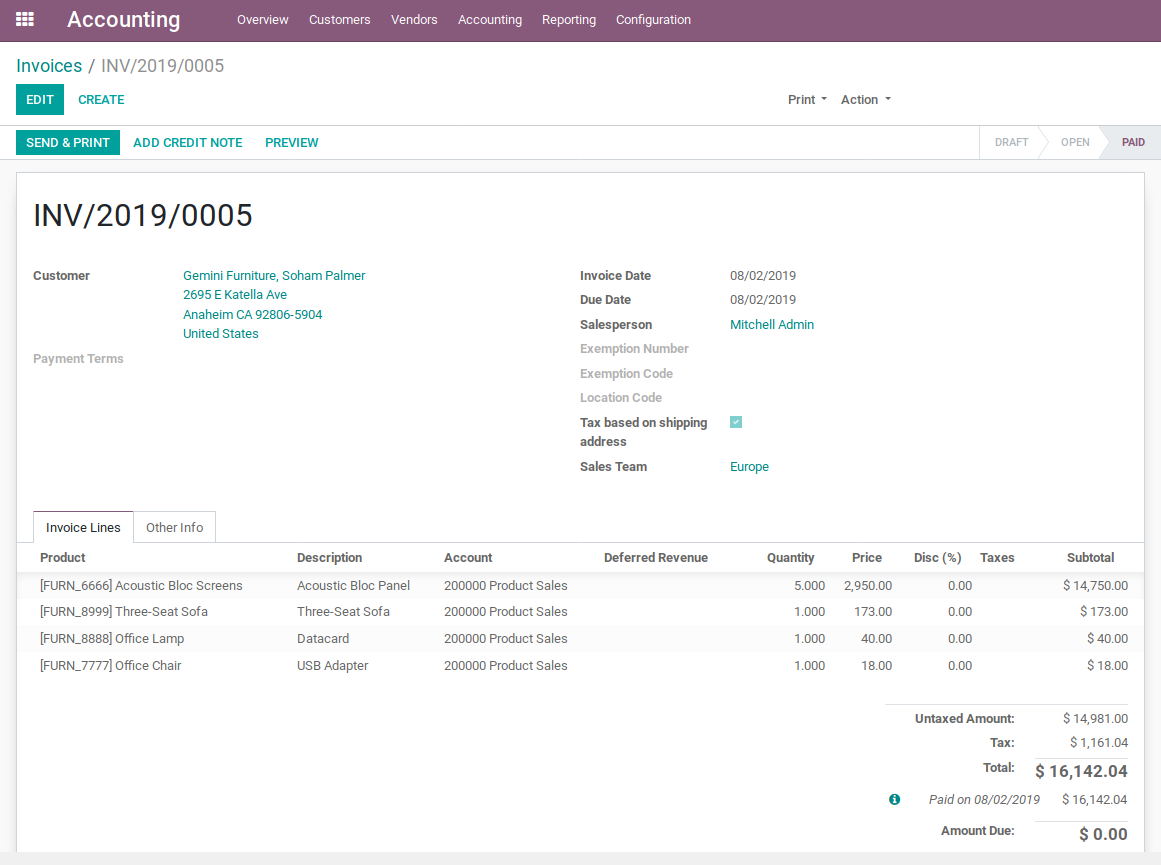 Accounting Overview Customers Vendors Accounting Reporting Configuration
Invoices / INV/2019/0005
EDIT CREATE Print Action
SEND & PRINT ADD CREDIT NOTE PREVIEW DRAFT OPEN PAID
INV/2019/0005
Customer Gemini Furniture, Soham Palmer
2695 E Katella Ave
Anaheim CA 92806-5904
United States
Payment Terms
Invoice Date 08/02/2019
Due Date 08/02/2019
Salesperson Mitchell Admin
Exemption Number
Exemption Code
Location Code
Tax based on shipping
address
Sales Team Europe
Invoice Lines Other Info
Product Description Account Deferred Revenue Quantity Price Disc (%) Taxes Subtotal
[FURN_6666] Acoustic Bloc Screens Acoustic Bloc Panel 200000 Product Sales 5.000 2,950.00 0.00 $ 14,750.00
[FURN_8999] Three-Seat Sofa Three-Seat Sofa 200000 Product Sales 1.000 173.00 0.00 $ 173.00
[FURN_8888] Office Lamp Datacard 200000 Product Sales 1.000 40.00 0.00 $ 40.00
[FURN_7777] Office Chair USB Adapter 200000 Product Sales 1.000 18.00 0.00 $ 18.00
Untaxed Amount: $ 14,981.00
Tax: $ 1,161.04
Total: $ 16,142.04
Paid on 08/02/2019 $ 16,142.04
Amount Due: $ 0.00